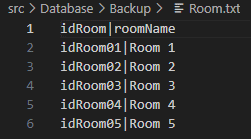 src > Database > Backup > Room.txt
1 idRoom|roomName
2 idRoom01|Room 1
3 idRoom02|Room 2
4 idRoom03|Room 3
5 idRoom04|Room 4
6 idRoom05|Room 5